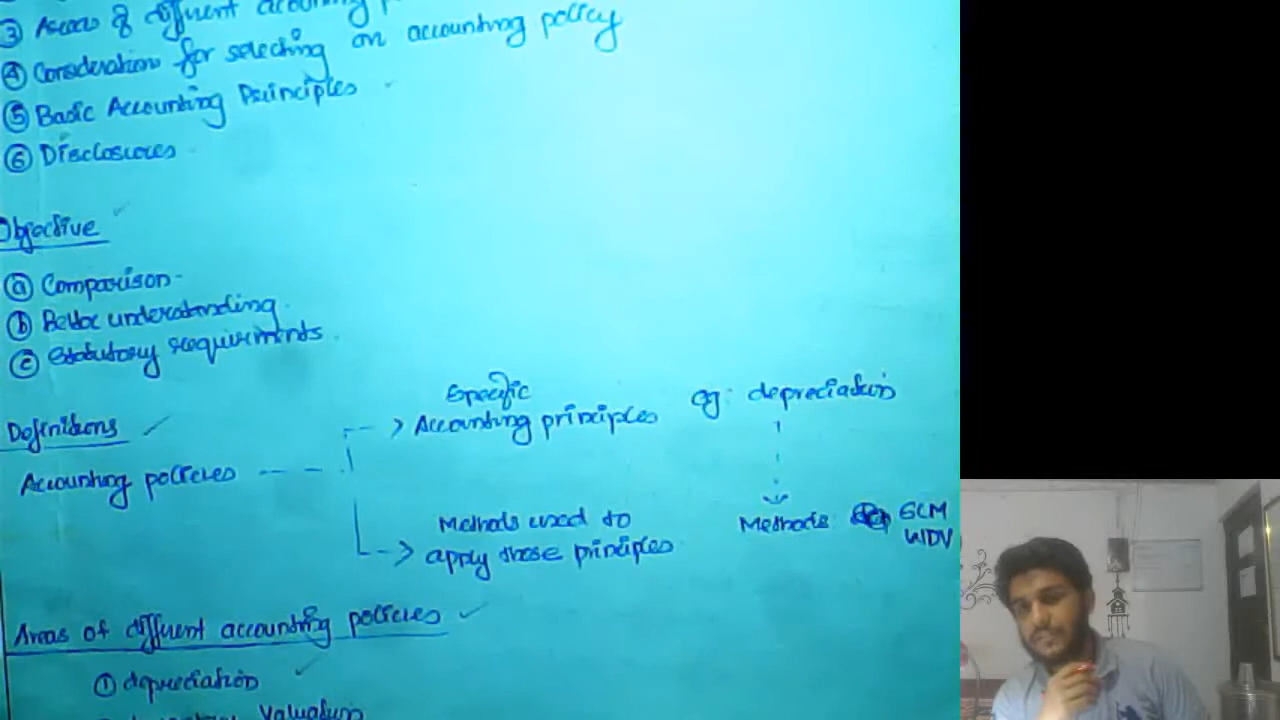 ③ Areas of different accounting
④ Consideration for selecting an accounting policy
⑤ Basic Accounting Principles
⑥ Disclosures
Objective
ⓐ Comparison
ⓑ Better understanding
ⓒ Statutory requirements
Definitions
Accounting policies
Specific
Accounting principles
eg: depreciation
Methods used to
apply those principles
Methods SLM
WDV
Areas of different accounting policies
① depreciation
Valuation